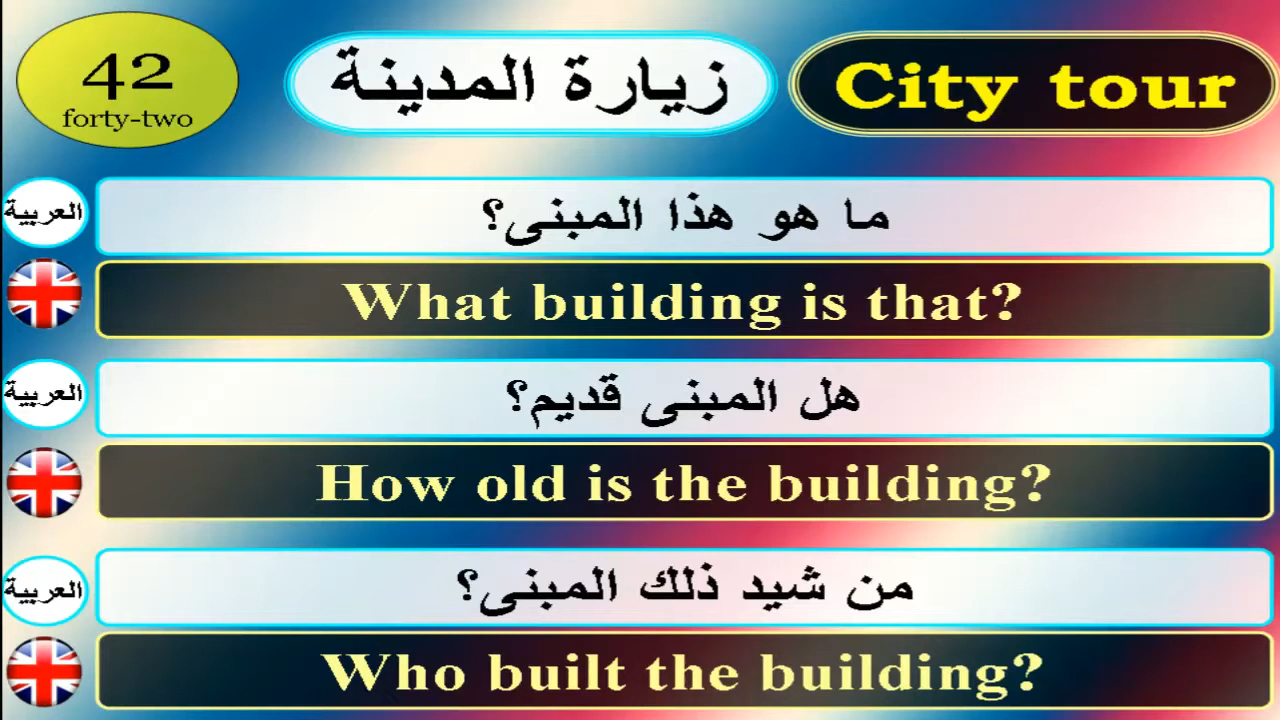 42
forty-two
زيارة المدينة
City tour
العربية
ما هو هذا المبنى؟
What building is that?
العربية
هل المبنى قديم؟
How old is the building?
العربية
من شيد ذلك المبنى؟
Who built the building?